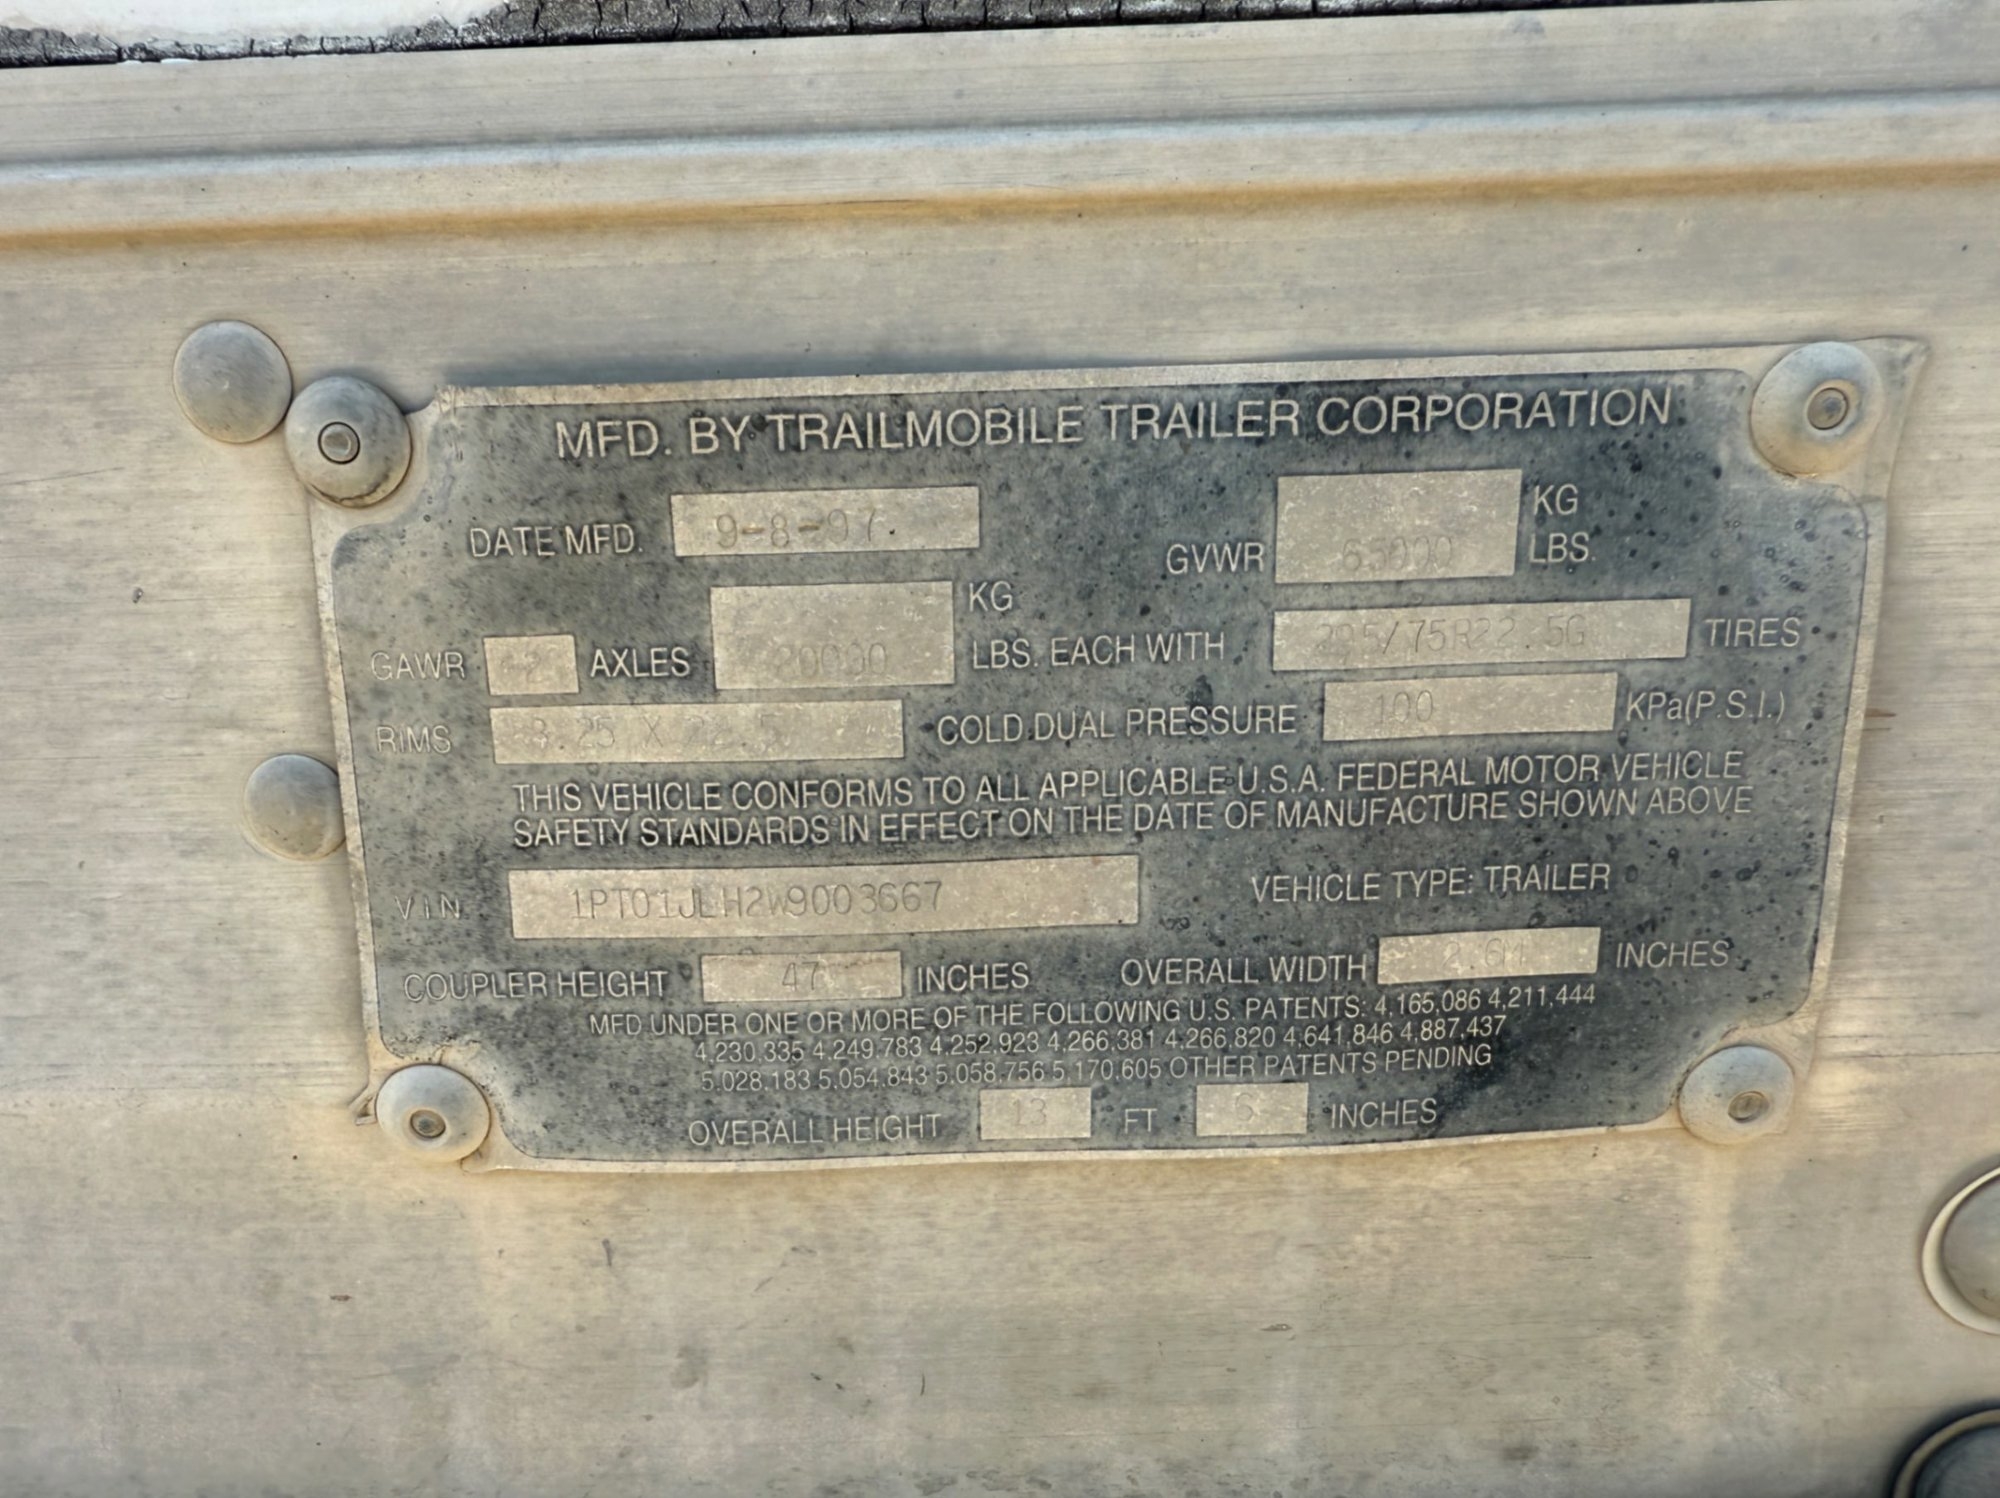 MFD. BY TRAILMOBILE TRAILER CORPORATION
DATE MFD. 9-8-97 GVWR 65000 KG LBS.
GAWR 2 AXLES 20000 KG LBS. EACH WITH 295/75R22.5G TIRES
RIMS 8.25 X 22.5 COLD DUAL PRESSURE 100 KPa(P.S.I.)
THIS VEHICLE CONFORMS TO ALL APPLICABLE U.S.A. FEDERAL MOTOR VEHICLE
SAFETY STANDARDS IN EFFECT ON THE DATE OF MANUFACTURE SHOWN ABOVE
VIN 1PT01JLH2W9003667 VEHICLE TYPE: TRAILER
COUPLER HEIGHT 47 INCHES OVERALL WIDTH 2.6M INCHES
MFD UNDER ONE OR MORE OF THE FOLLOWING U.S. PATENTS: 4,165,086 4,211,444
4,230,335 4,249,783 4,252,923 4,266,381 4,266,820 4,641,846 4,887,437
5,028,183 5,054,843 5,058,756 5,170,605 OTHER PATENTS PENDING
OVERALL HEIGHT 13 FT 6 INCHES